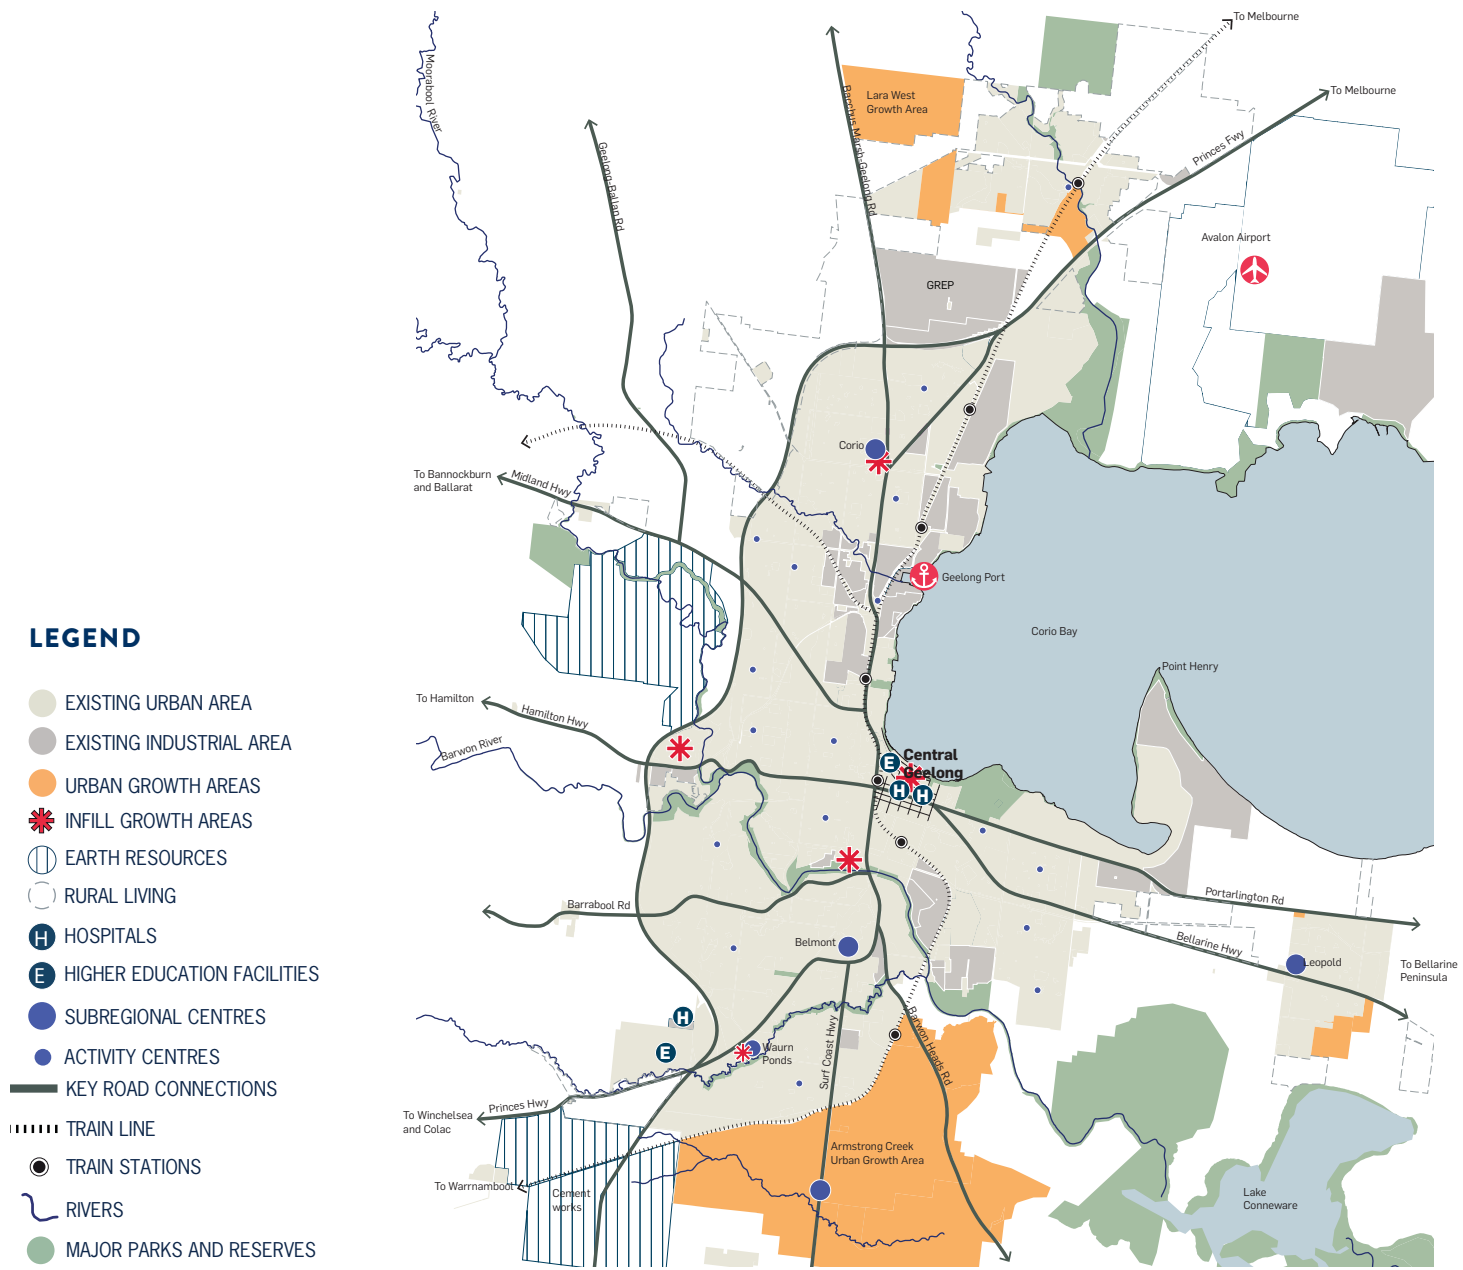 To Melbourne
To Melbourne
Moorabool River
Bacchus Marsh-Geelong Rd
Lara West
Growth Area
Geelong-Ballan Rd
Princes Fwy
Avalon Airport
GREP
Corio
To Bannockburn
and Ballarat
Midland Hwy
Geelong Port
Corio Bay
Point Henry
To Hamilton
Hamilton Hwy
Barwon River
Central
Geelong
E
H
H
Barrabool Rd
Portarlington Rd
Bellarine Hwy
Belmont
Leopold
To Bellarine
Peninsula
H
E
Waurn
Ponds
Surf Coast Hwy
Barwon Heads Rd
Princes Hwy
To Winchelsea
and Colac
Armstrong Creek
Urban Growth Area
To Warrnambool
Cement
works
Lake
Conneware
LEGEND
EXISTING URBAN AREA
EXISTING INDUSTRIAL AREA
URBAN GROWTH AREAS
INFILL GROWTH AREAS
EARTH RESOURCES
RURAL LIVING
H HOSPITALS
E HIGHER EDUCATION FACILITIES
SUBREGIONAL CENTRES
ACTIVITY CENTRES
KEY ROAD CONNECTIONS
TRAIN LINE
TRAIN STATIONS
RIVERS
MAJOR PARKS AND RESERVES